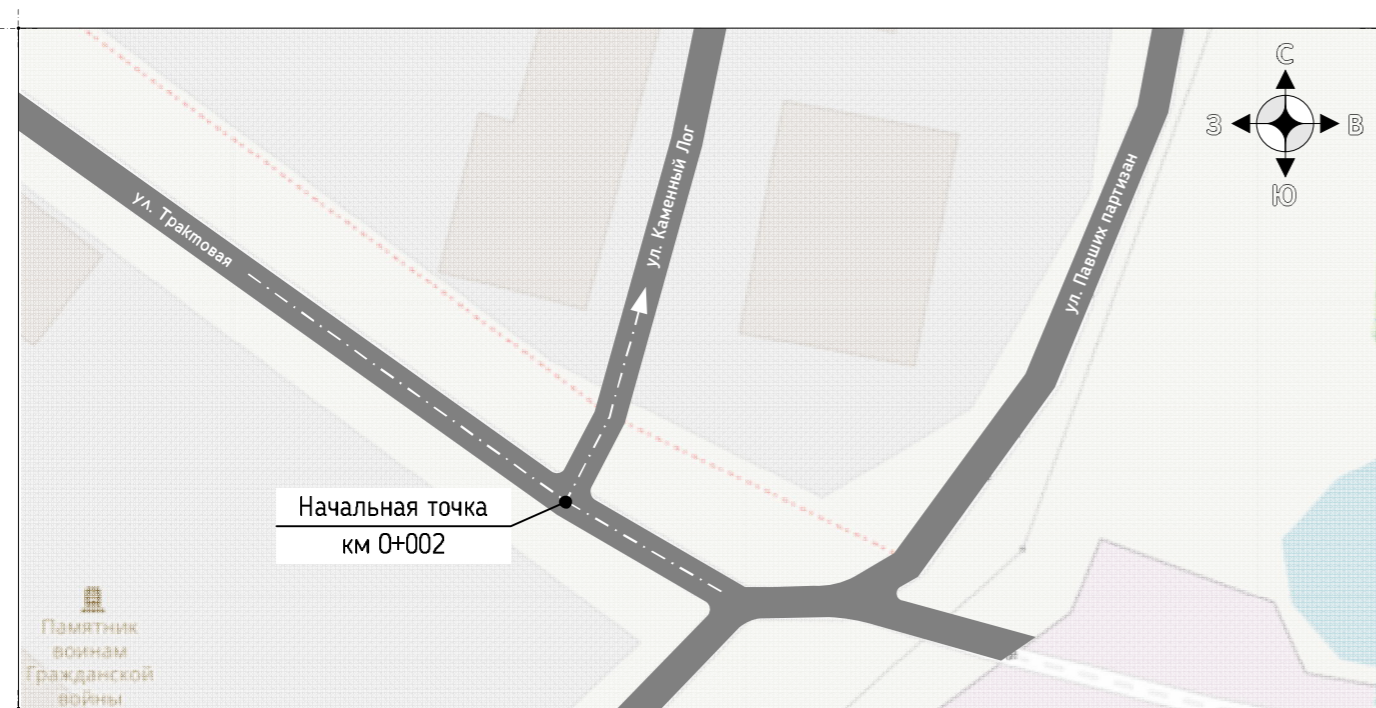 С
З
В
Ю
ул. Трактовая
ул. Каменный Лог
ул. Павших партизан
Начальная точка
км 0+002
Памятник
воинам
Гражданской
войны